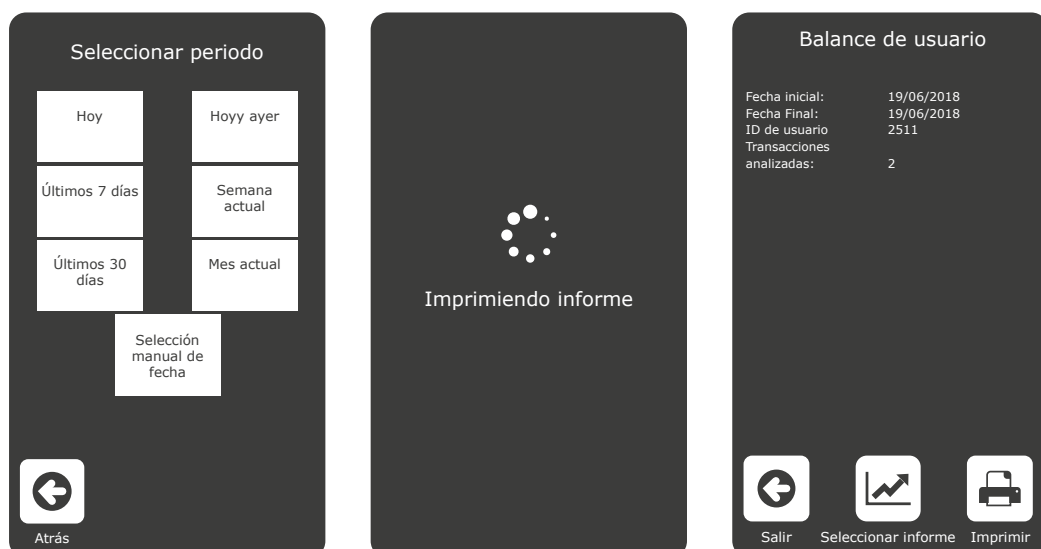 Seleccionar periodo
Hoy
Hoyy ayer
Últimos 7 días
Semana
actual
Últimos 30
días
Mes actual
Selección
manual de
fecha
Atrás
Imprimiendo informe
Balance de usuario
Fecha inicial: 19/06/2018
Fecha Final: 19/06/2018
ID de usuario 2511
Transacciones
analizadas: 2
Salir
Seleccionar informe
Imprimir